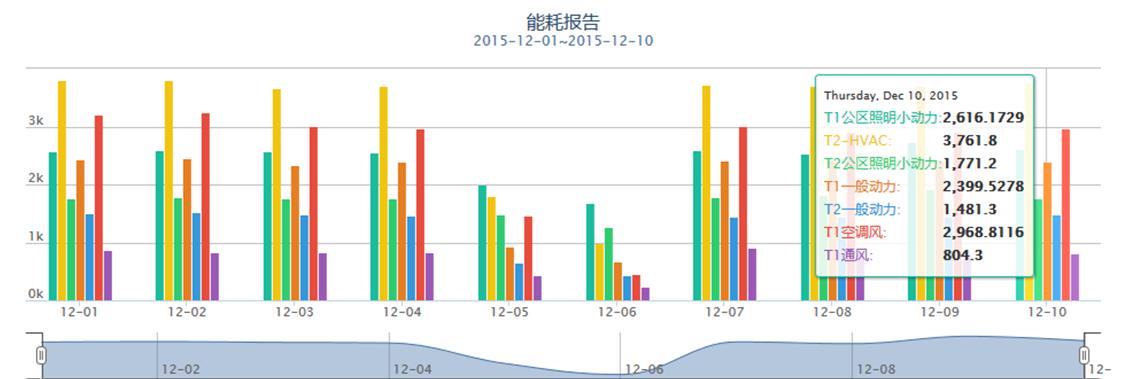 能耗报告
2015-12-01~2015-12-10
3k
2k
1k
0k
Thursday, Dec 10, 2015
T1公区照明小动力:2,616.1729
T2-HVAC: 3,761.8
T2公区照明小动力:1,771.2
T1一般动力: 2,399.5278
T2一般动力: 1,481.3
T1空调风: 2,968.8116
T1通风: 804.3
12-01 12-02 12-03 12-04 12-05 12-06 12-07 12-08 12-09 12-10
12-02 12-04 12-06 12-08 12-